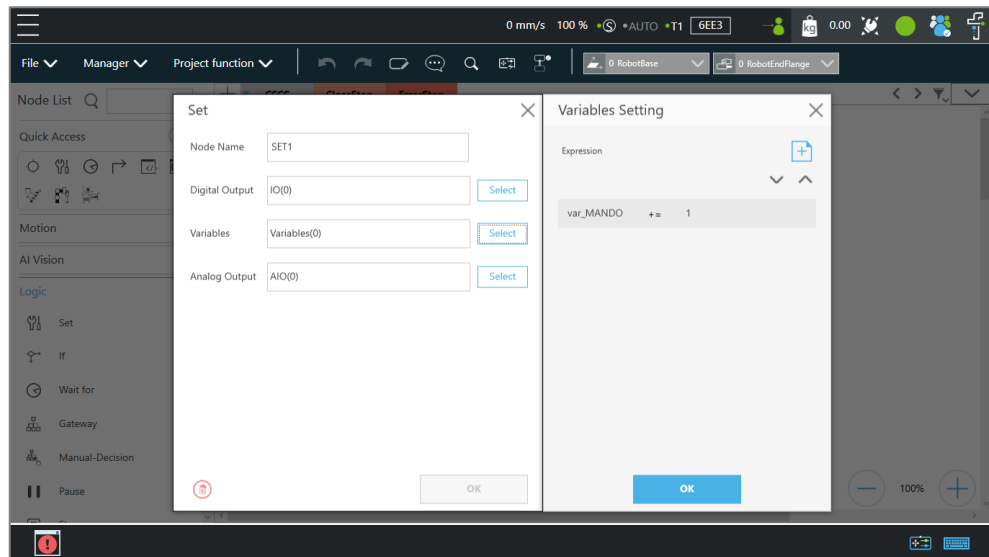 0 mm/s 100 % •Ⓢ •AUTO •T1 6EE3 kg 0.00
File Manager Project function 0 RobotBase 0 RobotEndFlange
Node List
Quick Access
Motion
AI Vision
Logic
Set
If
Wait for
Gateway
Manual-Decision
Pause
Set
Node Name SET1
Digital Output IO(0) Select
Variables Variables(0) Select
Analog Output AIO(0) Select
OK
Variables Setting
Expression
var_MANDO += 1
OK
100%